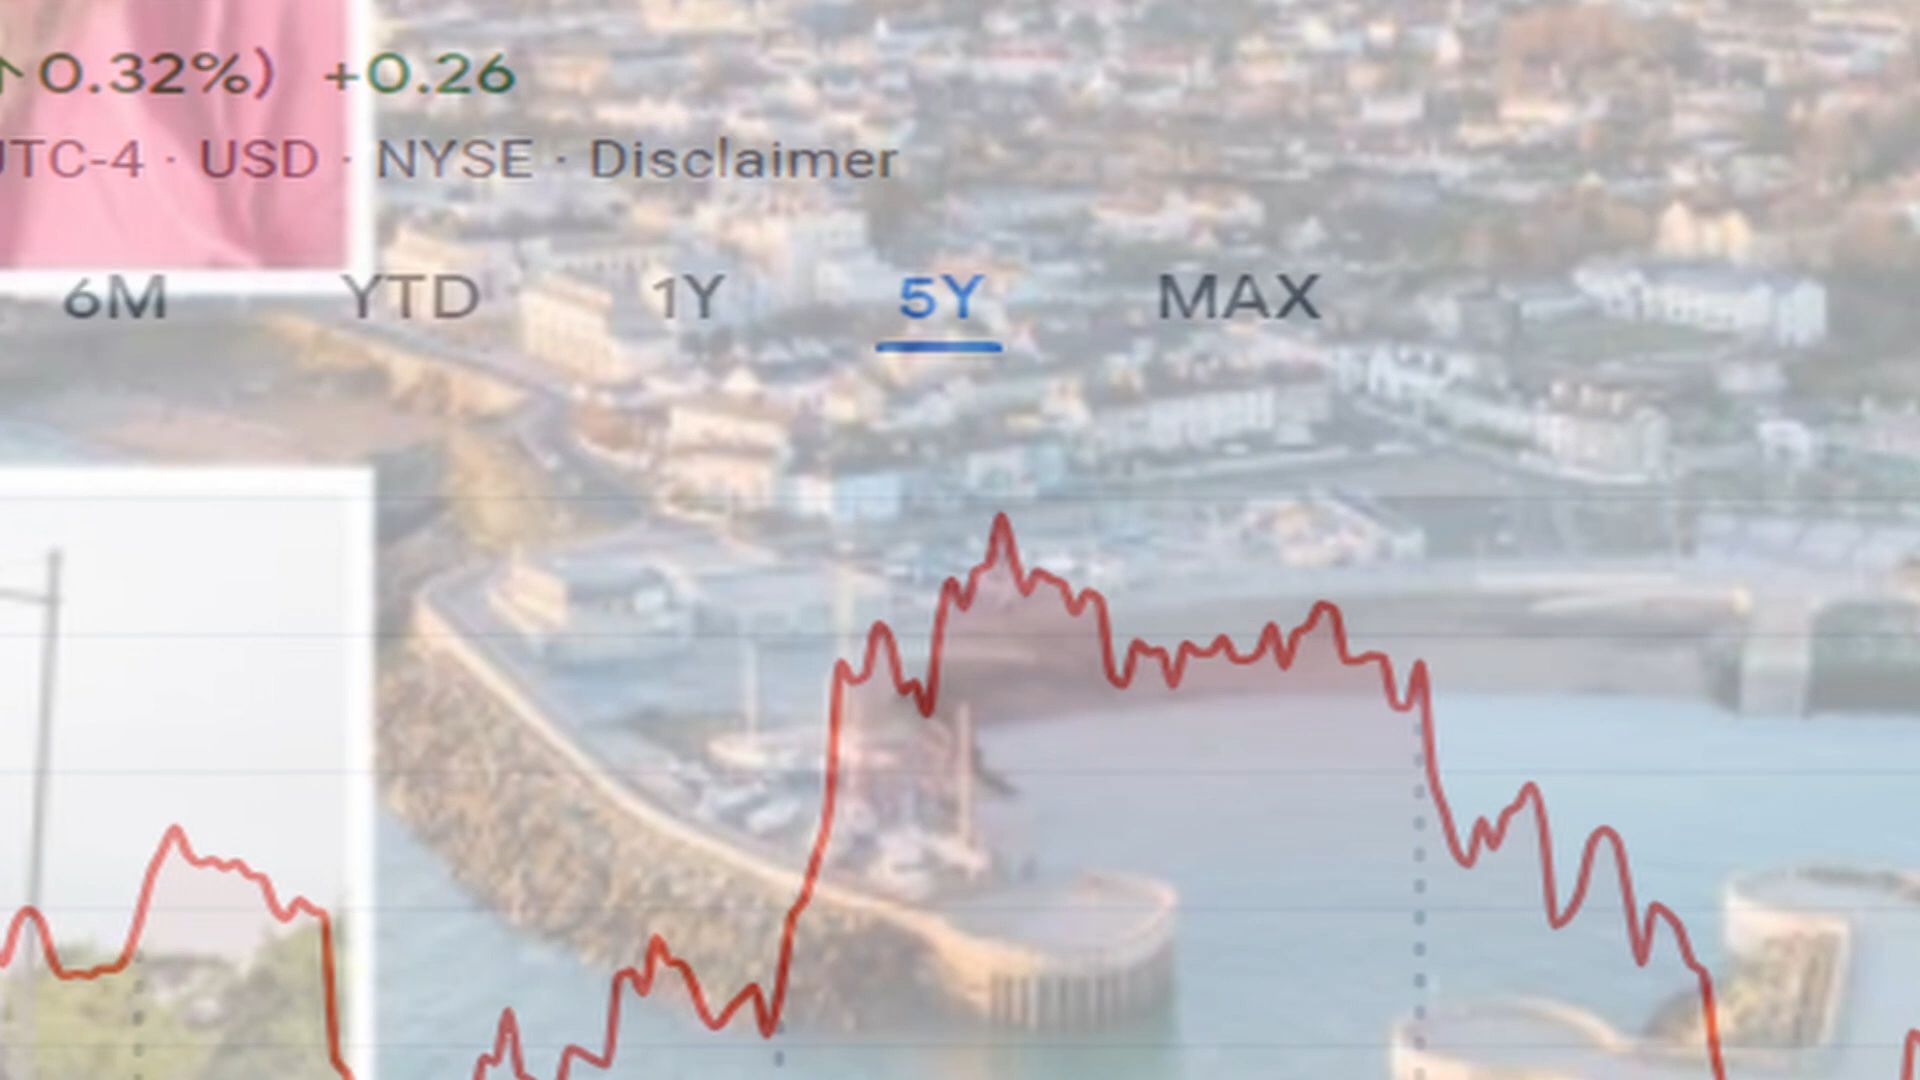 ↑0.32%) +0.26
UTC-4 · USD · NYSE · Disclaimer
6M YTD 1Y 5Y MAX